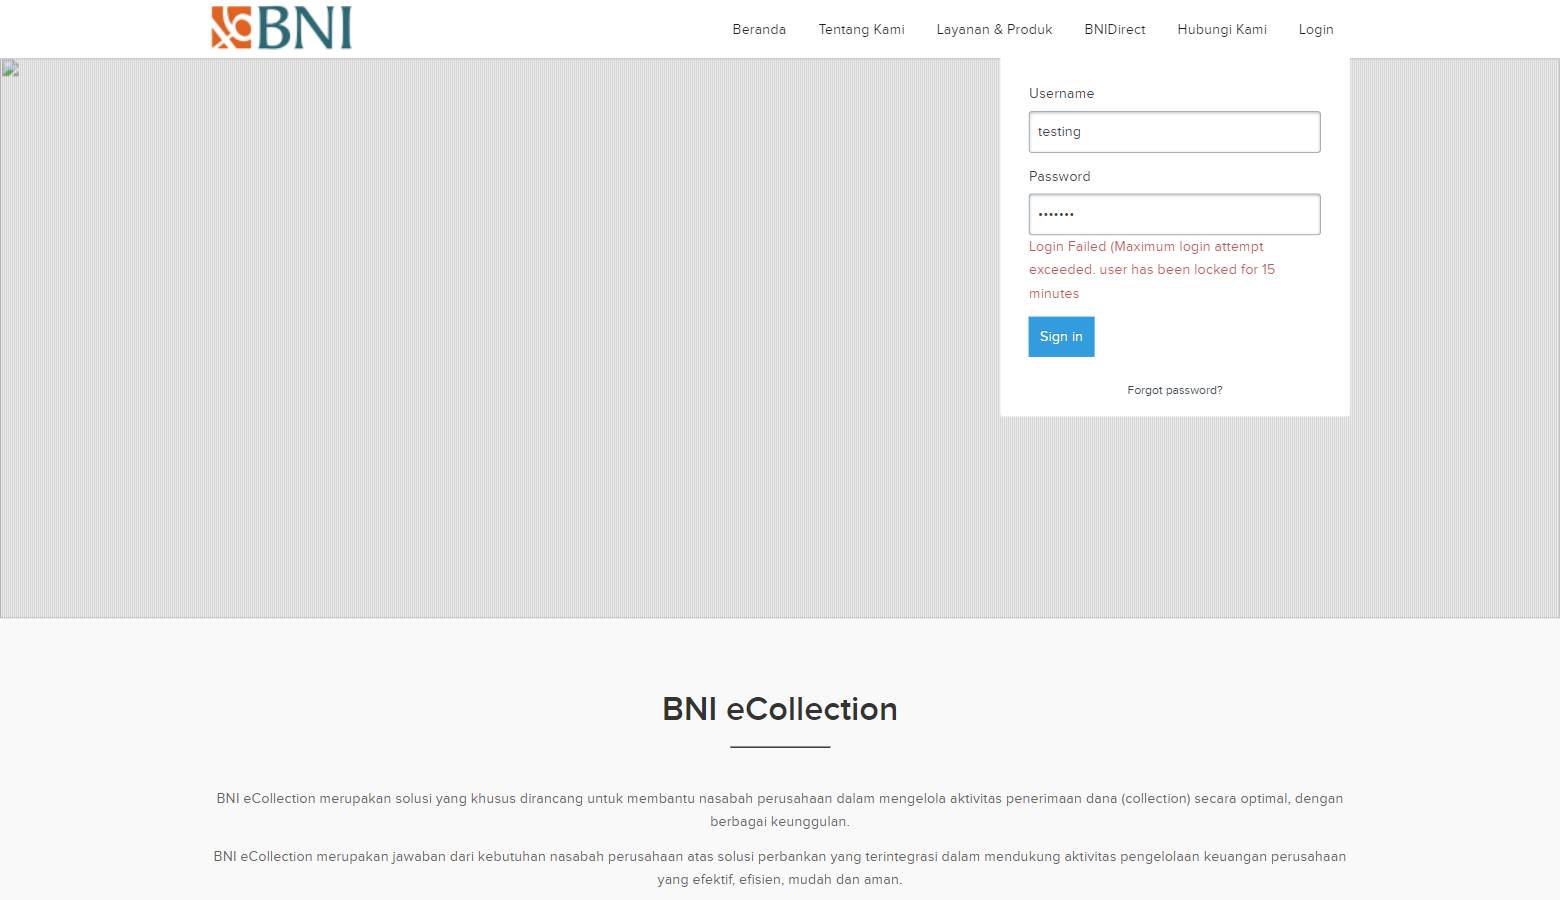 BNI
Beranda Tentang Kami Layanan & Produk BNIDirect Hubungi Kami Login
Username
testing
Password
•••••••
Login Failed (Maximum login attempt
exceeded. user has been locked for 15
minutes
Sign in
Forgot password?
BNI eCollection
BNI eCollection merupakan solusi yang khusus dirancang untuk membantu nasabah perusahaan dalam mengelola aktivitas penerimaan dana (collection) secara optimal, dengan
berbagai keunggulan.
BNI eCollection merupakan jawaban dari kebutuhan nasabah perusahaan atas solusi perbankan yang terintegrasi dalam mendukung aktivitas pengelolaan keuangan perusahaan
yang efektif, efisien, mudah dan aman.